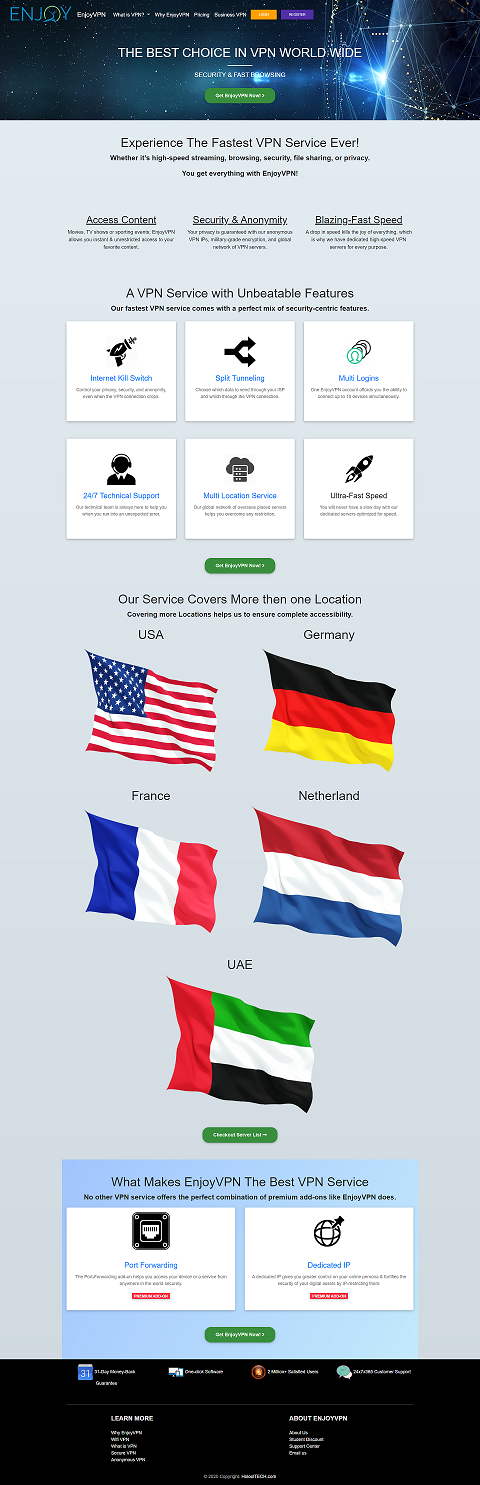 ENJOY EnjoyVPN What is VPN? Why EnjoyVPN Pricing Business VPN LOGIN REGISTER
THE BEST CHOICE IN VPN WORLD WIDE
SECURITY & FAST BROWSING
Get EnjoyVPN Now! >
Experience The Fastest VPN Service Ever!
Whether it's high-speed streaming, browsing, security, file sharing, or privacy.
You get everything with EnjoyVPN!
Access Content
Movies, TV shows or sporting events; EnjoyVPN
allows you instant & unrestricted access to your
favorite content.
Security & Anonymity
Your privacy is guaranteed with our anonymous
VPN IPs, military-grade encryption, and global
network of VPN servers.
Blazing-Fast Speed
A drop in speed kills the joy of everything, which
is why we have dedicated high-speed VPN
servers for every purpose.
A VPN Service with Unbeatable Features
Our fastest VPN service comes with a perfect mix of security-centric features.
Internet Kill Switch
Control your privacy, security, and anonymity,
even when the VPN connection drops.
Split Tunneling
Choose which data to send through your ISP
and which through the VPN connection.
Multi Logins
One EnjoyVPN account affords you the ability to
connect up to 10 devices simultaneously.
24/7 Technical Support
Our technical team is always here to help you
when you run into an unexpected error.
Multi Location Service
Our global network of overseas placed servers
helps you overcome any restriction.
Ultra-Fast Speed
You will never have a slow day with our
dedicated servers optimized for speed.
Get EnjoyVPN Now! >
Our Service Covers More then one Location
Covering more Locations helps us to ensure complete accessibility.
USA
Germany
France
Netherland
UAE
Checkout Server List
What Makes EnjoyVPN The Best VPN Service
No other VPN service offers the perfect combination of premium add-ons like EnjoyVPN does.
Port Forwarding
The Port-Forwarding add-on helps you access your device or a service from
anywhere in the world securely.
PREMIUM ADD-ON
Dedicated IP
A dedicated IP gives you greater control on your online persona & fortifies the
security of your digital assets by IP restricting them.
PREMIUM ADD-ON
Get EnjoyVPN Now! >
31 31-Day Money-Back
Guarantee
One-click Software
2 Million+ Satisfied Users
24x7x365 Customer Support
LEARN MORE
Why EnjoyVPN
Wifi VPN
What is VPN
Secure VPN
Anonymous VPN
ABOUT ENJOYVPN
About Us
Student Discount
Support Center
Email us
© 2020 Copyright: